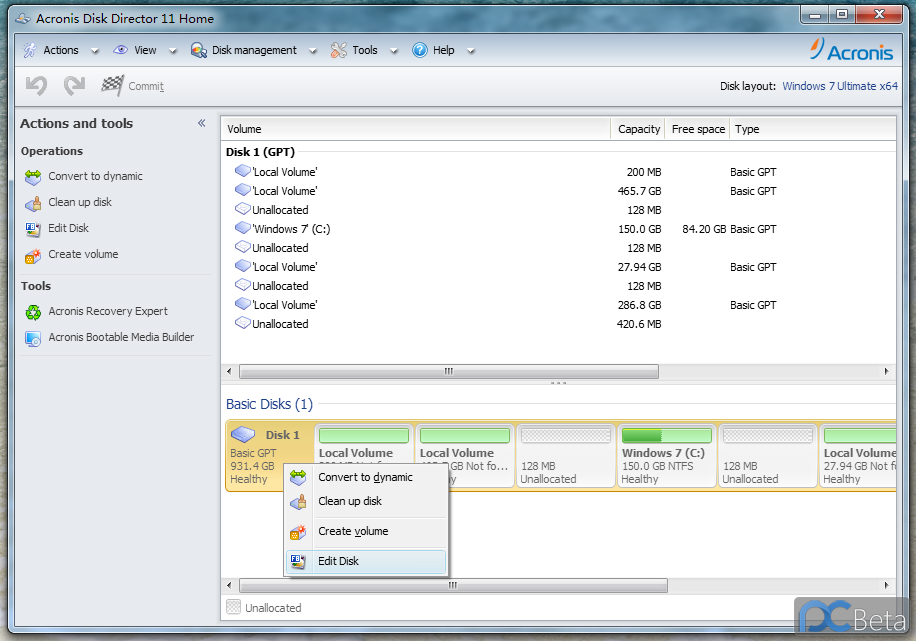 Acronis Disk Director 11 Home
Actions View Disk management Tools Help Acronis
Commit Disk layout: Windows 7 Ultimate x64
Actions and tools «
Operations
Convert to dynamic
Clean up disk
Edit Disk
Create volume
Tools
Acronis Recovery Expert
Acronis Bootable Media Builder
Volume Capacity Free space Type
Disk 1 (GPT)
'Local Volume' 200 MB Basic GPT
'Local Volume' 465.7 GB Basic GPT
Unallocated 128 MB
'Windows 7' (C:) 150.0 GB 84.20 GB Basic GPT
Unallocated 128 MB
'Local Volume' 27.94 GB Basic GPT
Unallocated 128 MB
'Local Volume' 286.8 GB Basic GPT
Unallocated 420.6 MB
Basic Disks (1)
Disk 1
Basic GPT
931.4 GB
Healthy
Local Volume
Local Volume
GB Not fo...
128 MB
Unallocated
Windows 7 (C:)
150.0 GB NTFS
Healthy
128 MB
Unallocated
Local Volume
27.94 GB Not f
Healthy
Convert to dynamic
Clean up disk
Create volume
Edit Disk
Unallocated
PCBeta